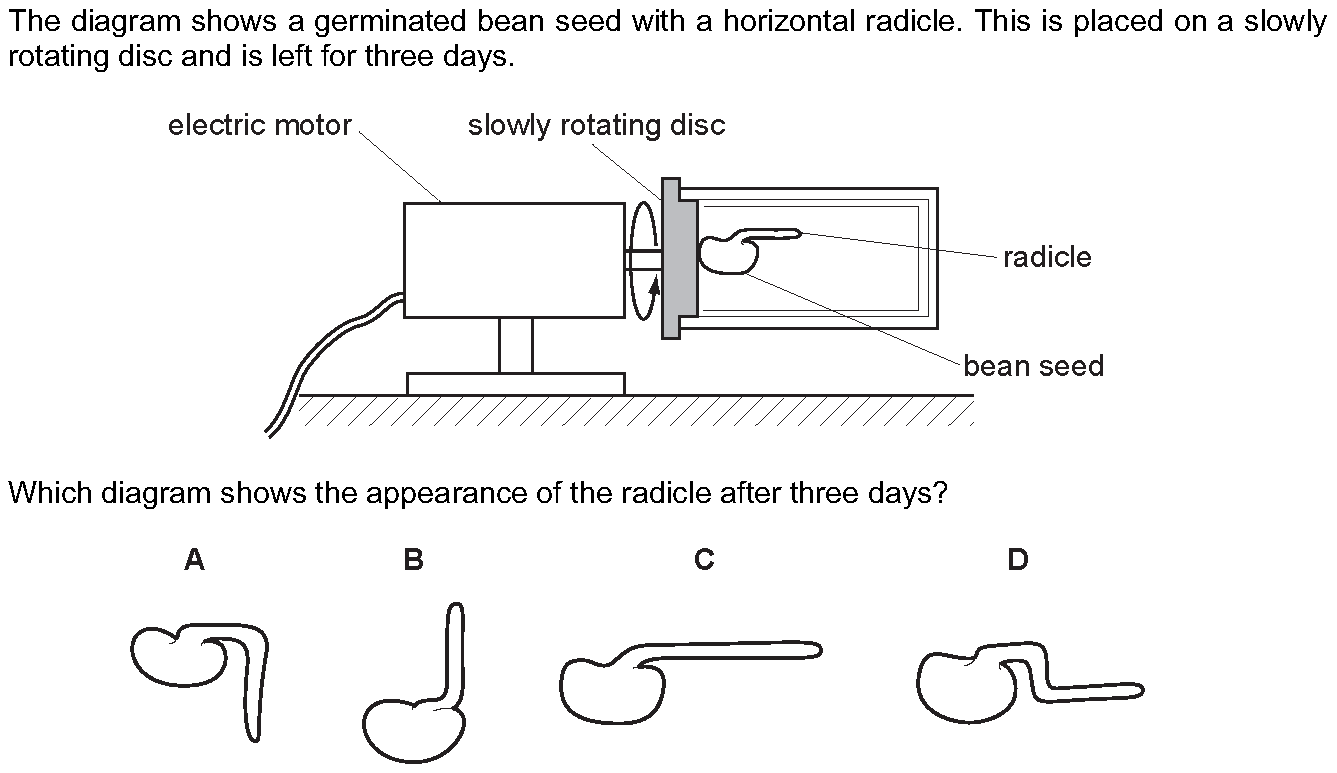 The diagram shows a germinated bean seed with a horizontal radicle. This is placed on a slowly
rotating disc and is left for three days.
electric motor
slowly rotating disc
radicle
bean seed
Which diagram shows the appearance of the radicle after three days?
A B C D